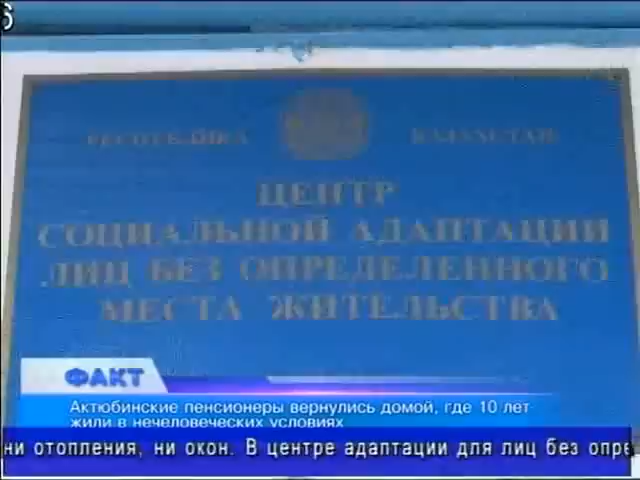 6
РЕСПУБЛИКА КАЗАХСТАН
ЦЕНТР
СОЦИАЛЬНОЙ АДАПТАЦИИ
ЛИЦ БЕЗ ОПРЕДЕЛЕННОГО
МЕСТА ЖИТЕЛЬСТВА
ФАКТ
Актюбинские пенсионеры вернулись домой, где 10 лет
жили в нечеловеческих условиях
ни отопления, ни окон. В центре адаптации для лиц без опре